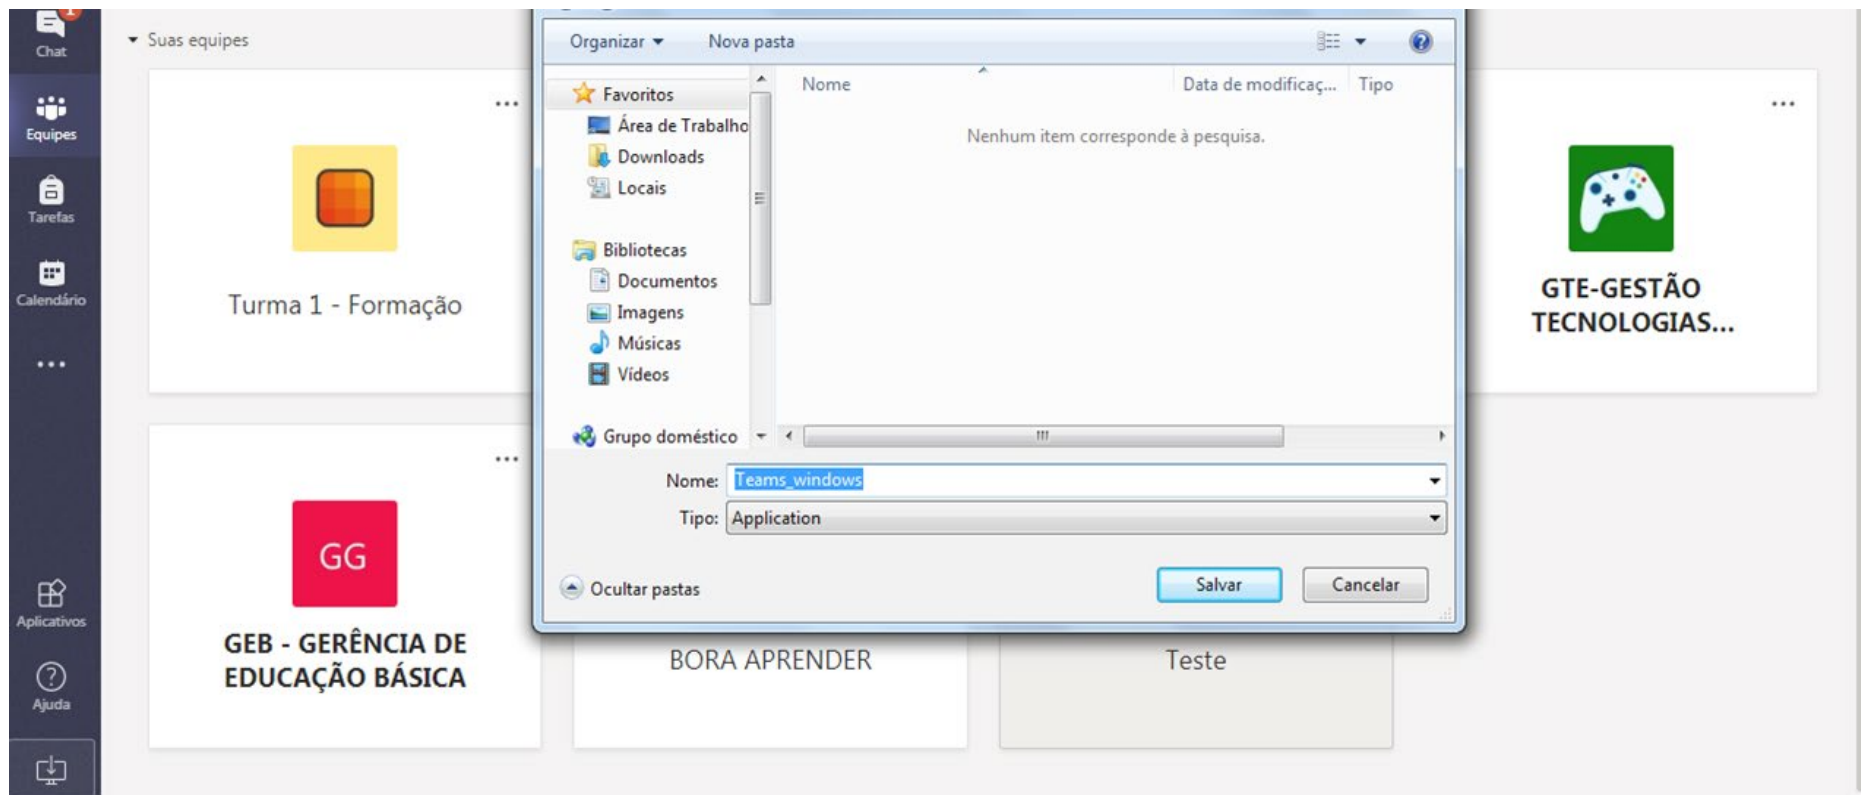 1
Chat
Equipes
Tarefas
Calendário
Aplicativos
Ajuda
Suas equipes
Turma 1 - Formação
GTE-GESTÃO
TECNOLOGIAS...
GG
GEB - GERÊNCIA DE
EDUCAÇÃO BÁSICA
BORA APRENDER
Teste
Organizar
Nova pasta
Favoritos
Área de Trabalho
Downloads
Locais
Bibliotecas
Documentos
Imagens
Músicas
Vídeos
Grupo doméstico
Nome
Data de modificaç...
Tipo
Nenhum item corresponde à pesquisa.
Nome: Teams_windows
Tipo: Application
Ocultar pastas
Salvar
Cancelar